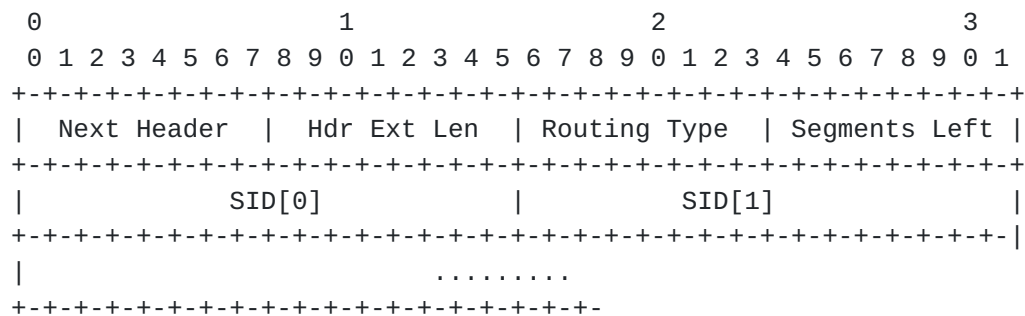 0                   1                   2                   3
 0 1 2 3 4 5 6 7 8 9 0 1 2 3 4 5 6 7 8 9 0 1 2 3 4 5 6 7 8 9 0 1
+-+-+-+-+-+-+-+-+-+-+-+-+-+-+-+-+-+-+-+-+-+-+-+-+-+-+-+-+-+-+-+-+
|  Next Header  |  Hdr Ext Len  | Routing Type  | Segments Left |
+-+-+-+-+-+-+-+-+-+-+-+-+-+-+-+-+-+-+-+-+-+-+-+-+-+-+-+-+-+-+-+-+
|             SID[0]            |          SID[1]               |
+-+-+-+-+-+-+-+-+-+-+-+-+-+-+-+-+-+-+-+-+-+-+-+-+-+-+-+-+-+-+-+-|
|                          .........
+-+-+-+-+-+-+-+-+-+-+-+-+-+-+-+-+-+-+-